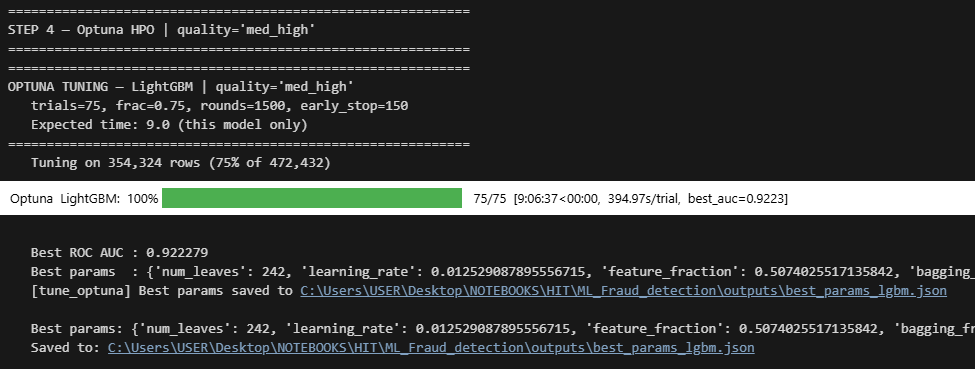 ============================================================
STEP 4 — Optuna HPO | quality='med_high'
============================================================
============================================================
OPTUNA TUNING — LightGBM | quality='med_high'
trials=75, frac=0.75, rounds=1500, early_stop=150
Expected time: 9.0 (this model only)
============================================================
Tuning on 354,324 rows (75% of 472,432)
Optuna LightGBM: 100% 75/75 [9:06:37<00:00, 394.97s/trial, best_auc=0.9223]
Best ROC AUC : 0.922279
Best params : {'num_leaves': 242, 'learning_rate': 0.012529087895556715, 'feature_fraction': 0.5074025517135842, 'bagging_
[tune_optuna] Best params saved to C:\Users\USER\Desktop\NOTEBOOKS\HIT\ML_Fraud_detection\outputs\best_params_lgbm.json
Best params: {'num_leaves': 242, 'learning_rate': 0.012529087895556715, 'feature_fraction': 0.5074025517135842, 'bagging_fr
Saved to: C:\Users\USER\Desktop\NOTEBOOKS\HIT\ML_Fraud_detection\outputs\best_params_lgbm.json